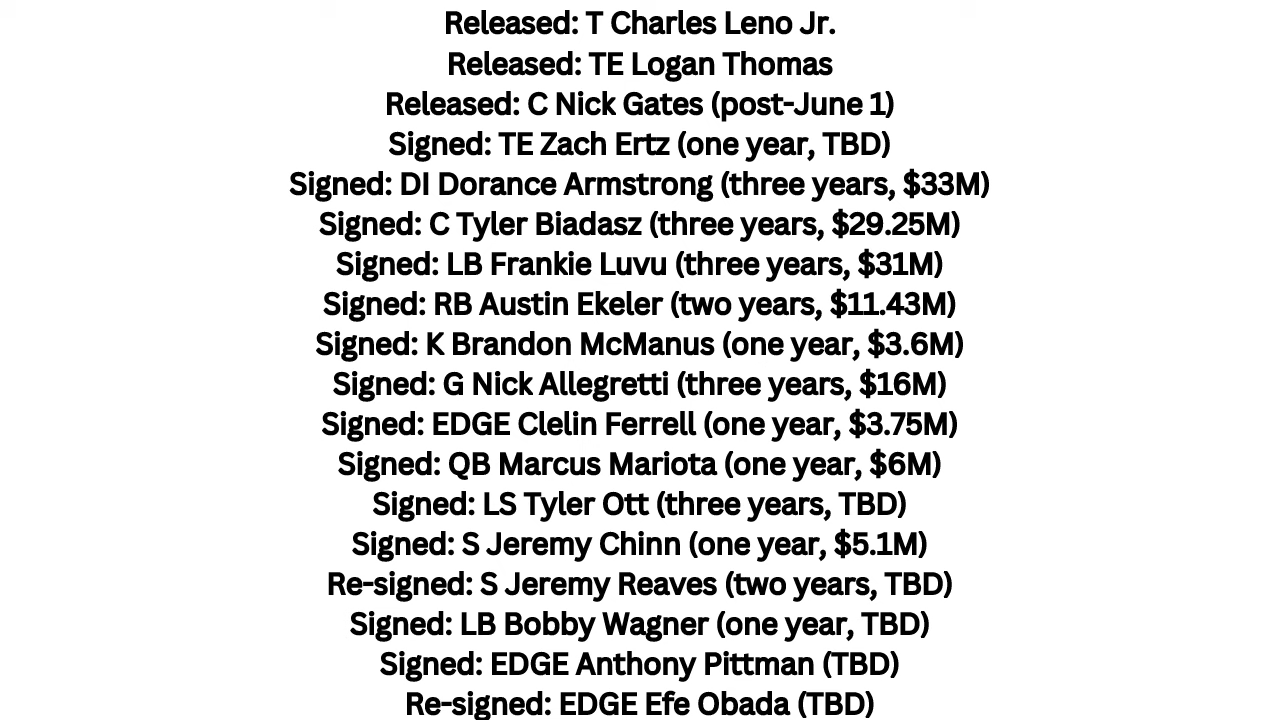 Released: T Charles Leno Jr.
Released: TE Logan Thomas
Released: C Nick Gates (post-June 1)
Signed: TE Zach Ertz (one year, TBD)
Signed: DI Dorance Armstrong (three years, $33M)
Signed: C Tyler Biadasz (three years, $29.25M)
Signed: LB Frankie Luvu (three years, $31M)
Signed: RB Austin Ekeler (two years, $11.43M)
Signed: K Brandon McManus (one year, $3.6M)
Signed: G Nick Allegretti (three years, $16M)
Signed: EDGE Clelin Ferrell (one year, $3.75M)
Signed: QB Marcus Mariota (one year, $6M)
Signed: LS Tyler Ott (three years, TBD)
Signed: S Jeremy Chinn (one year, $5.1M)
Re-signed: S Jeremy Reaves (two years, TBD)
Signed: LB Bobby Wagner (one year, TBD)
Signed: EDGE Anthony Pittman (TBD)
Re-signed: EDGE Efe Obada (TBD)